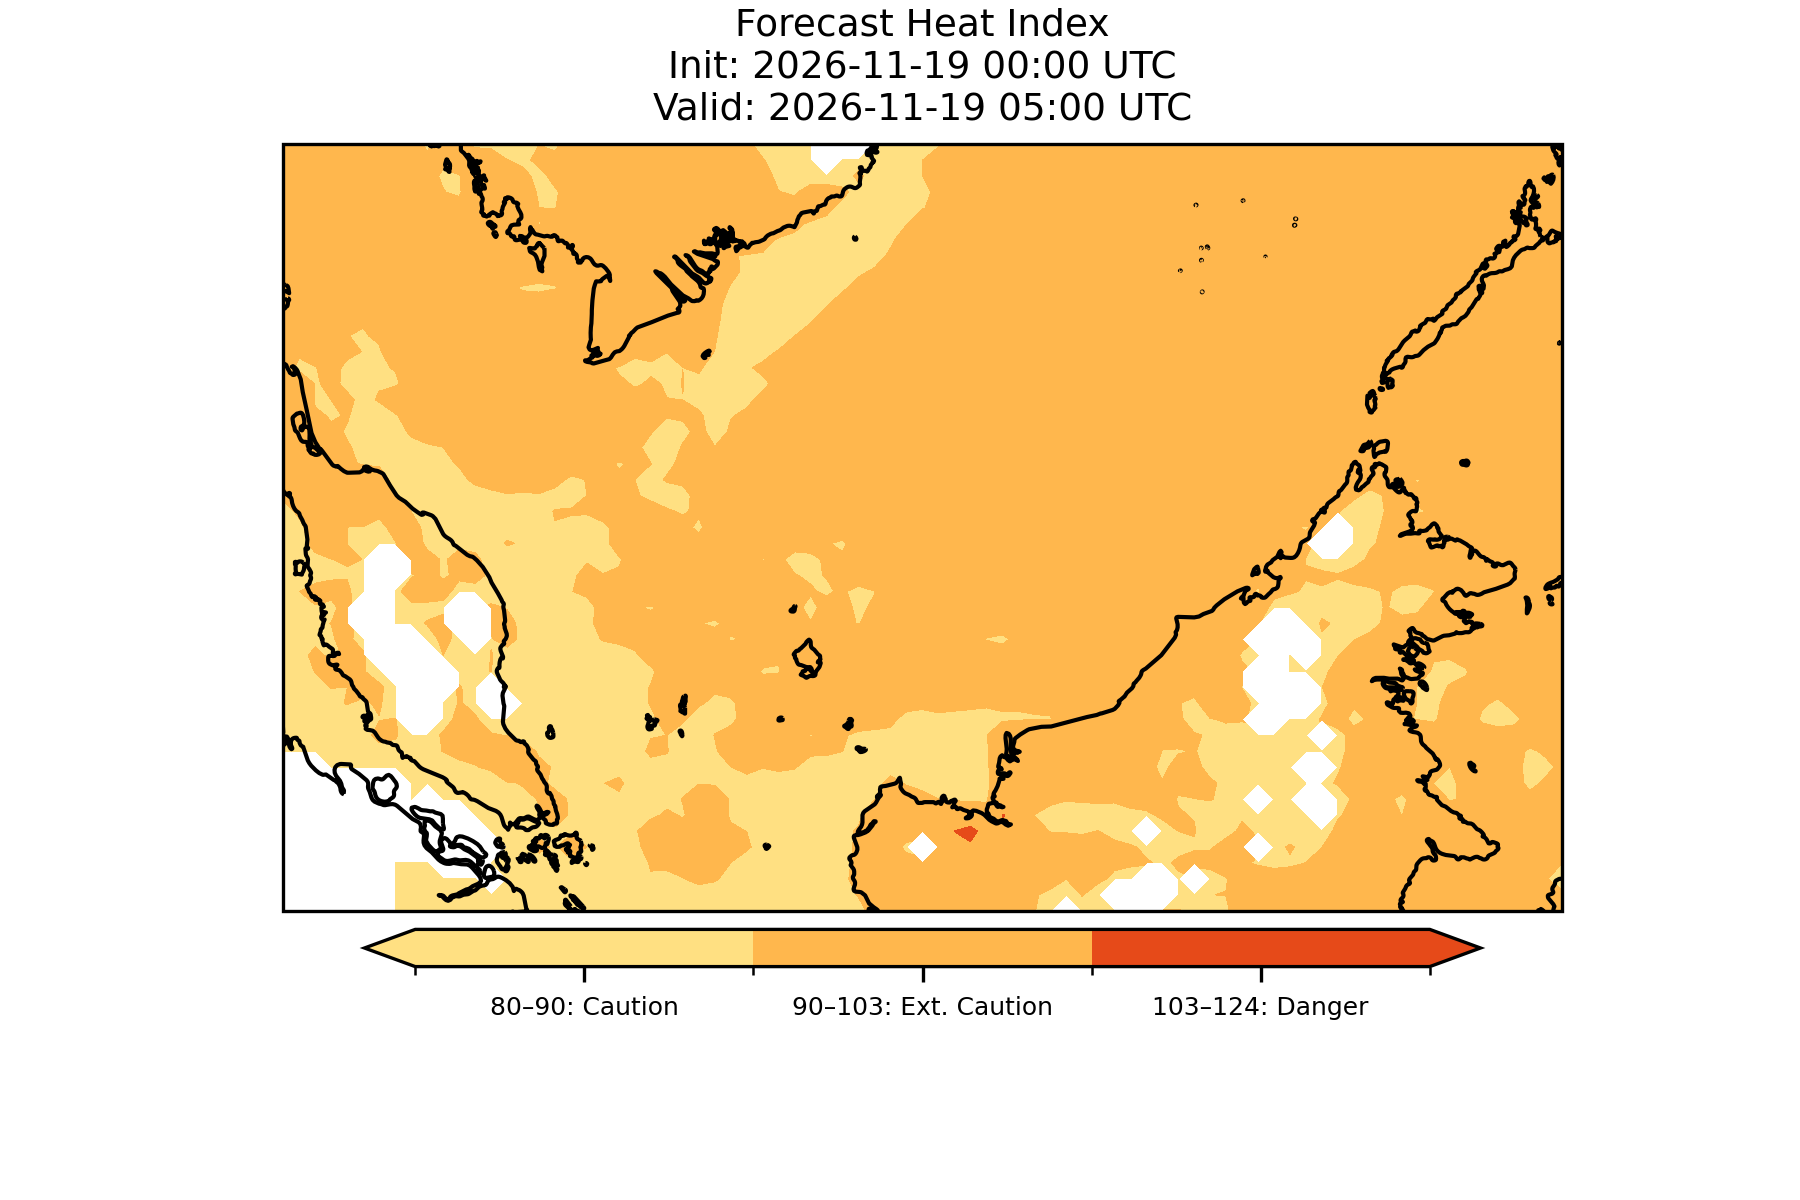 Forecast Heat Index
Init: 2026-11-19 00:00 UTC
Valid: 2026-11-19 05:00 UTC
80–90: Caution
90–103: Ext. Caution
103–124: Danger